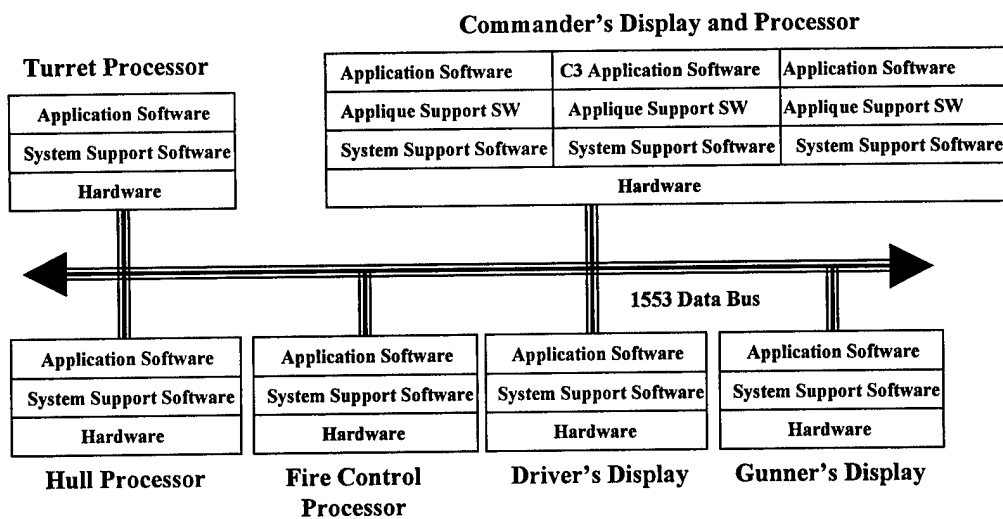 Commander's Display and Processor
Turret Processor
Application Software
System Support Software
Hardware
Application Software C3 Application Software Application Software
Applique Support SW Applique Support SW Applique Support SW
System Support Software System Support Software System Support Software
Hardware
1553 Data Bus
Application Software
System Support Software
Hardware
Hull Processor
Application Software
System Support Software
Hardware
Fire Control
Processor
Application Software
System Support Software
Hardware
Driver's Display
Application Software
System Support Software
Hardware
Gunner's Display